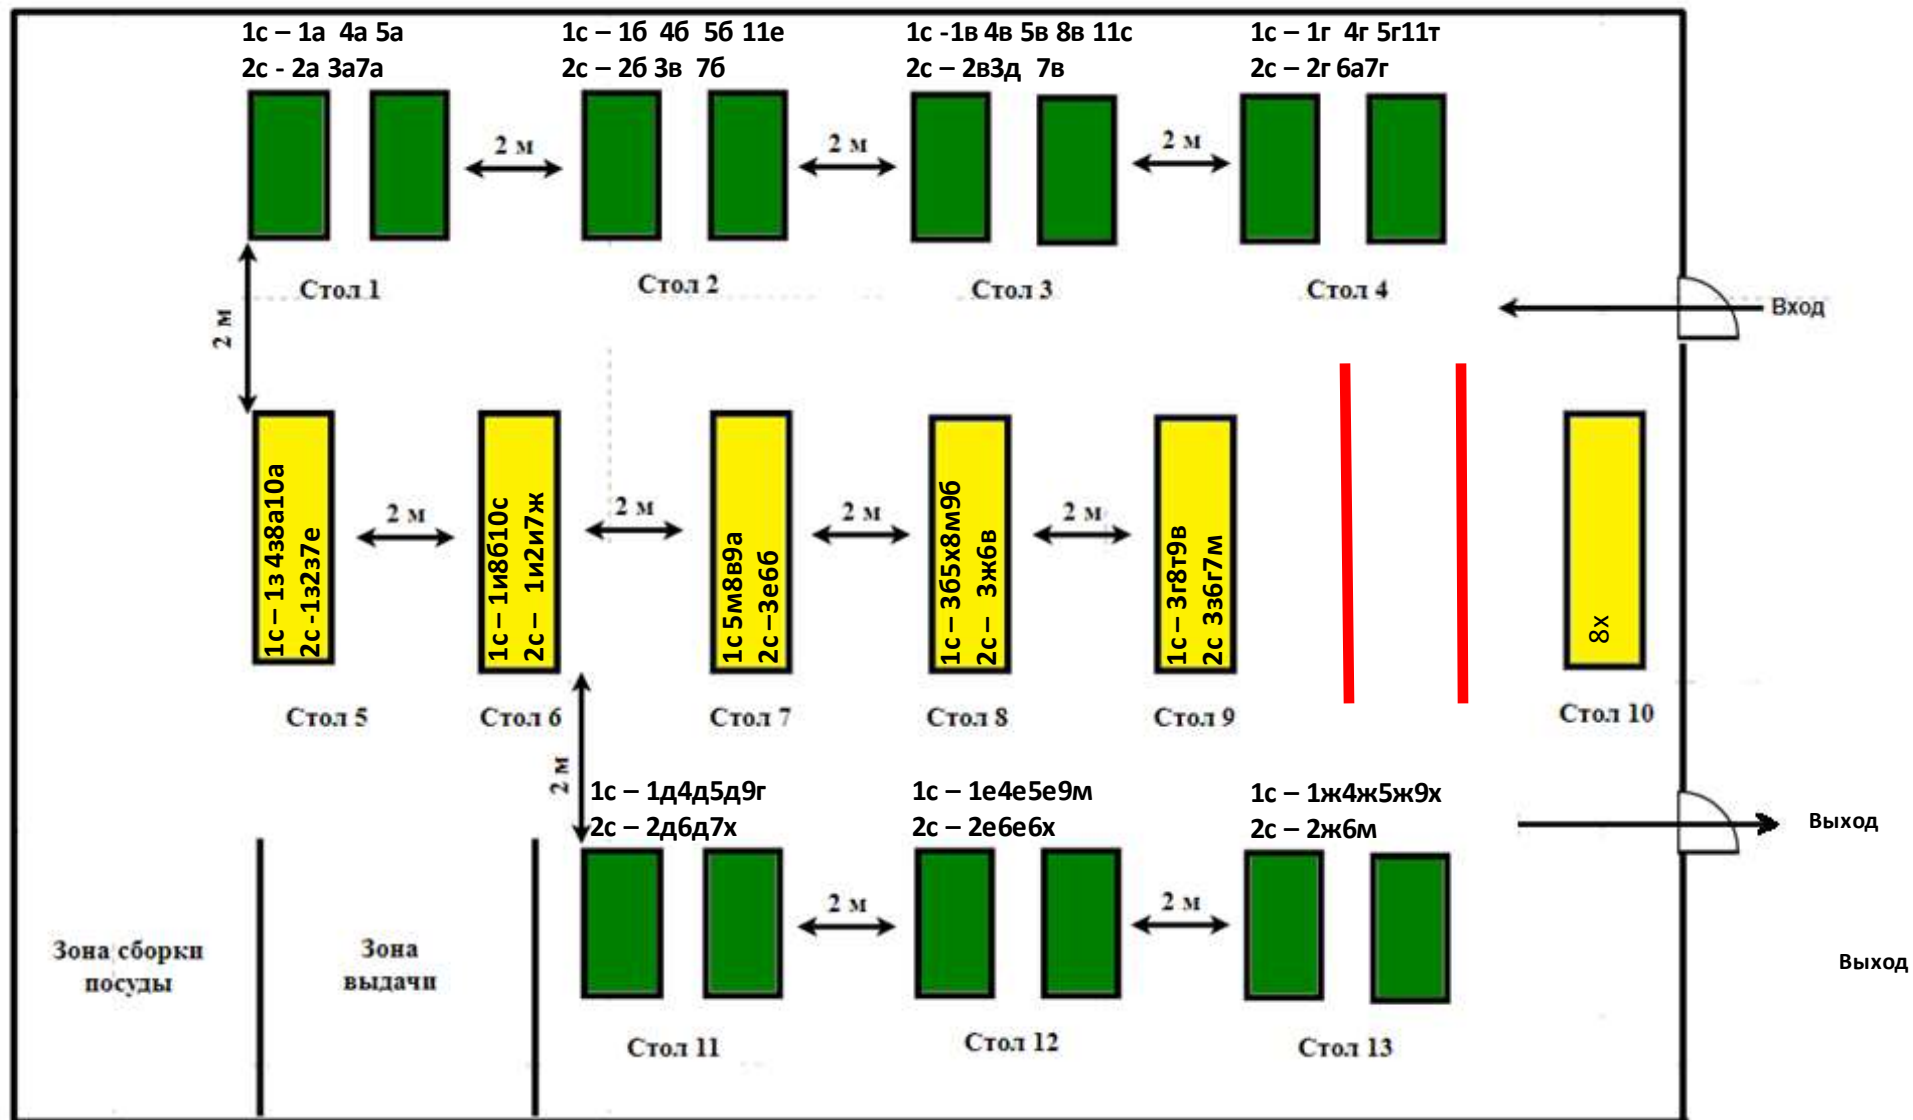 1с – 1а 4а 5а
2с - 2а 3а7а
1с – 1б 4б 5б 11е
2с – 2б 3в 7б
1с -1в 4в 5в 8в 11с
2с – 2в3д 7в
1с – 1г 4г 5г11т
2с – 2г 6а7г
2 м
2 м
2 м
Стол 1
Стол 2
Стол 3
Стол 4
Вход
2 м
1с – 1з 4з8а10а
2с -1з2з7е
2 м
1с – 1и8б10с
2с – 1и2и7ж
2 м
1с 5м8в9а
2с –3е6б
2 м
1с – 3б5х8м9б
2с – 3ж6в
2 м
1с – 3г8т9в
2с 3з6г7м
8х
Стол 5
Стол 6
Стол 7
Стол 8
Стол 9
Стол 10
2 м
1с – 1д4д5д9г
2с – 2д6д7х
1с – 1е4е5е9м
2с – 2е6е6х
1с – 1ж4ж5ж9х
2с – 2ж6м
Выход
2 м
2 м
Зона сборки
посуды
Зона
выдачи
Выход
Стол 11
Стол 12
Стол 13